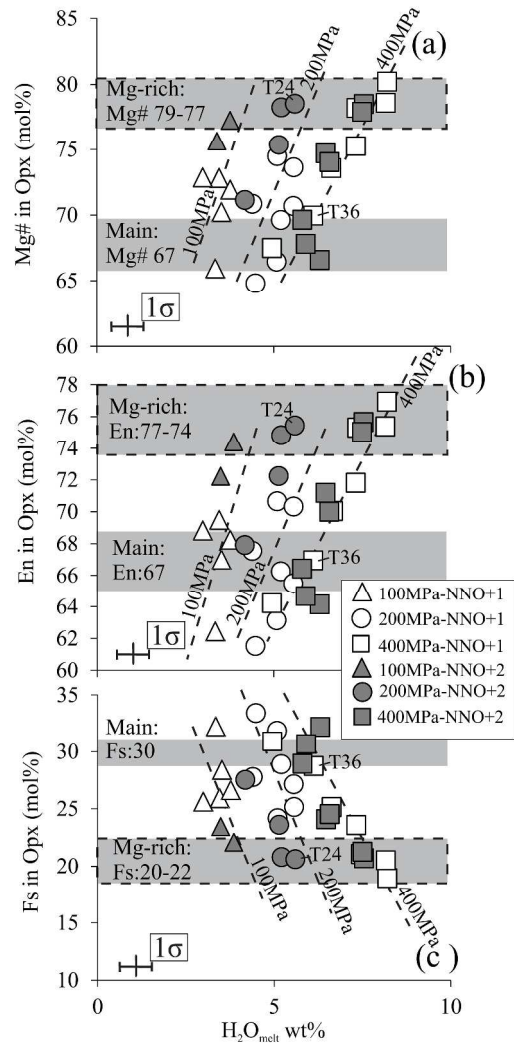 (a)
85
80
75
70
65
60
Mg# in Opx (mol%)
Mg-rich:
Mg# 79-77
Main:
Mg# 67
T24
T36
100MPa
200MPa
400MPa
1σ
(b)
78
76
74
72
70
68
66
64
62
60
En in Opx (mol%)
Mg-rich:
En:77-74
Main:
En:67
T24
T36
100MPa
200MPa
400MPa
1σ
100MPa-NNO+1
200MPa-NNO+1
400MPa-NNO+1
100MPa-NNO+2
200MPa-NNO+2
400MPa-NNO+2
35
30
25
20
15
10
Fs in Opx (mol%)
Main:
Fs:30
Mg-rich:
Fs:20-22
T36
T24
100MPa
200MPa
400MPa
1σ
(c)
0 5 10
H₂O melt wt%